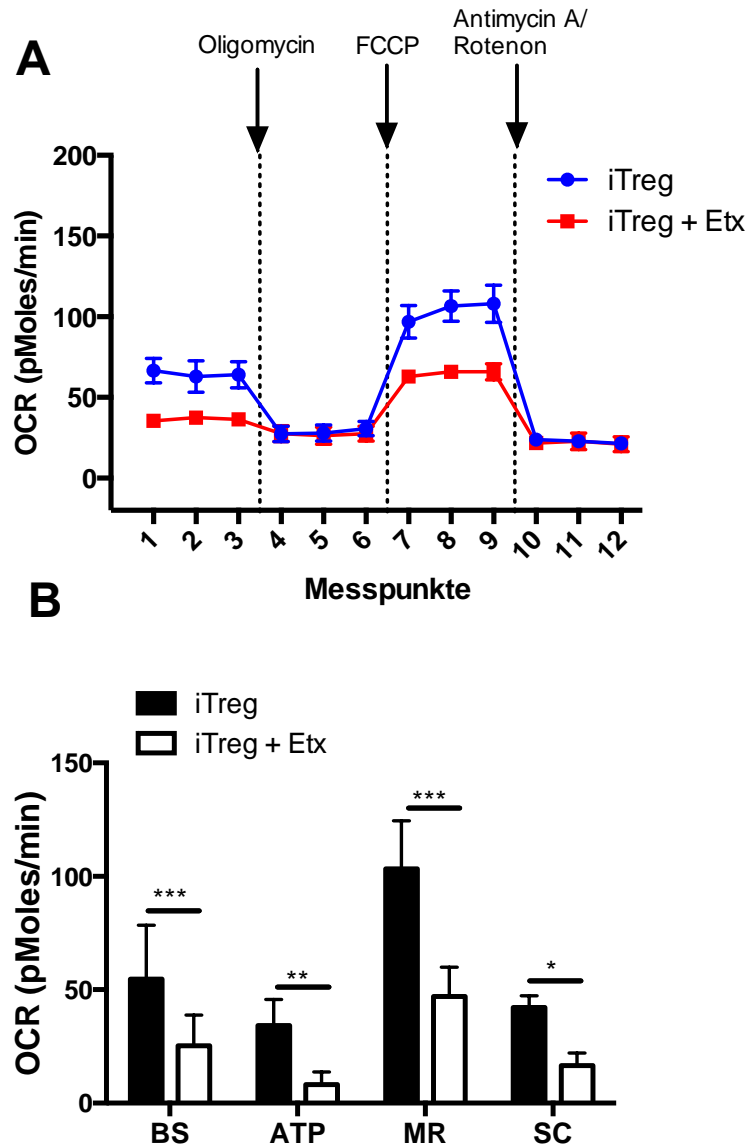 A
Oligomycin
FCCP
Antimycin A/
Rotenon
OCR (pMoles/min)
200
150
100
50
0
iTreg
iTreg + Etx
1 2 3 4 5 6 7 8 9 10 11 12
Messpunkte
B
iTreg
iTreg + Etx
OCR (pMoles/min)
150
100
50
0
***
**
***
*
BS ATP MR SC